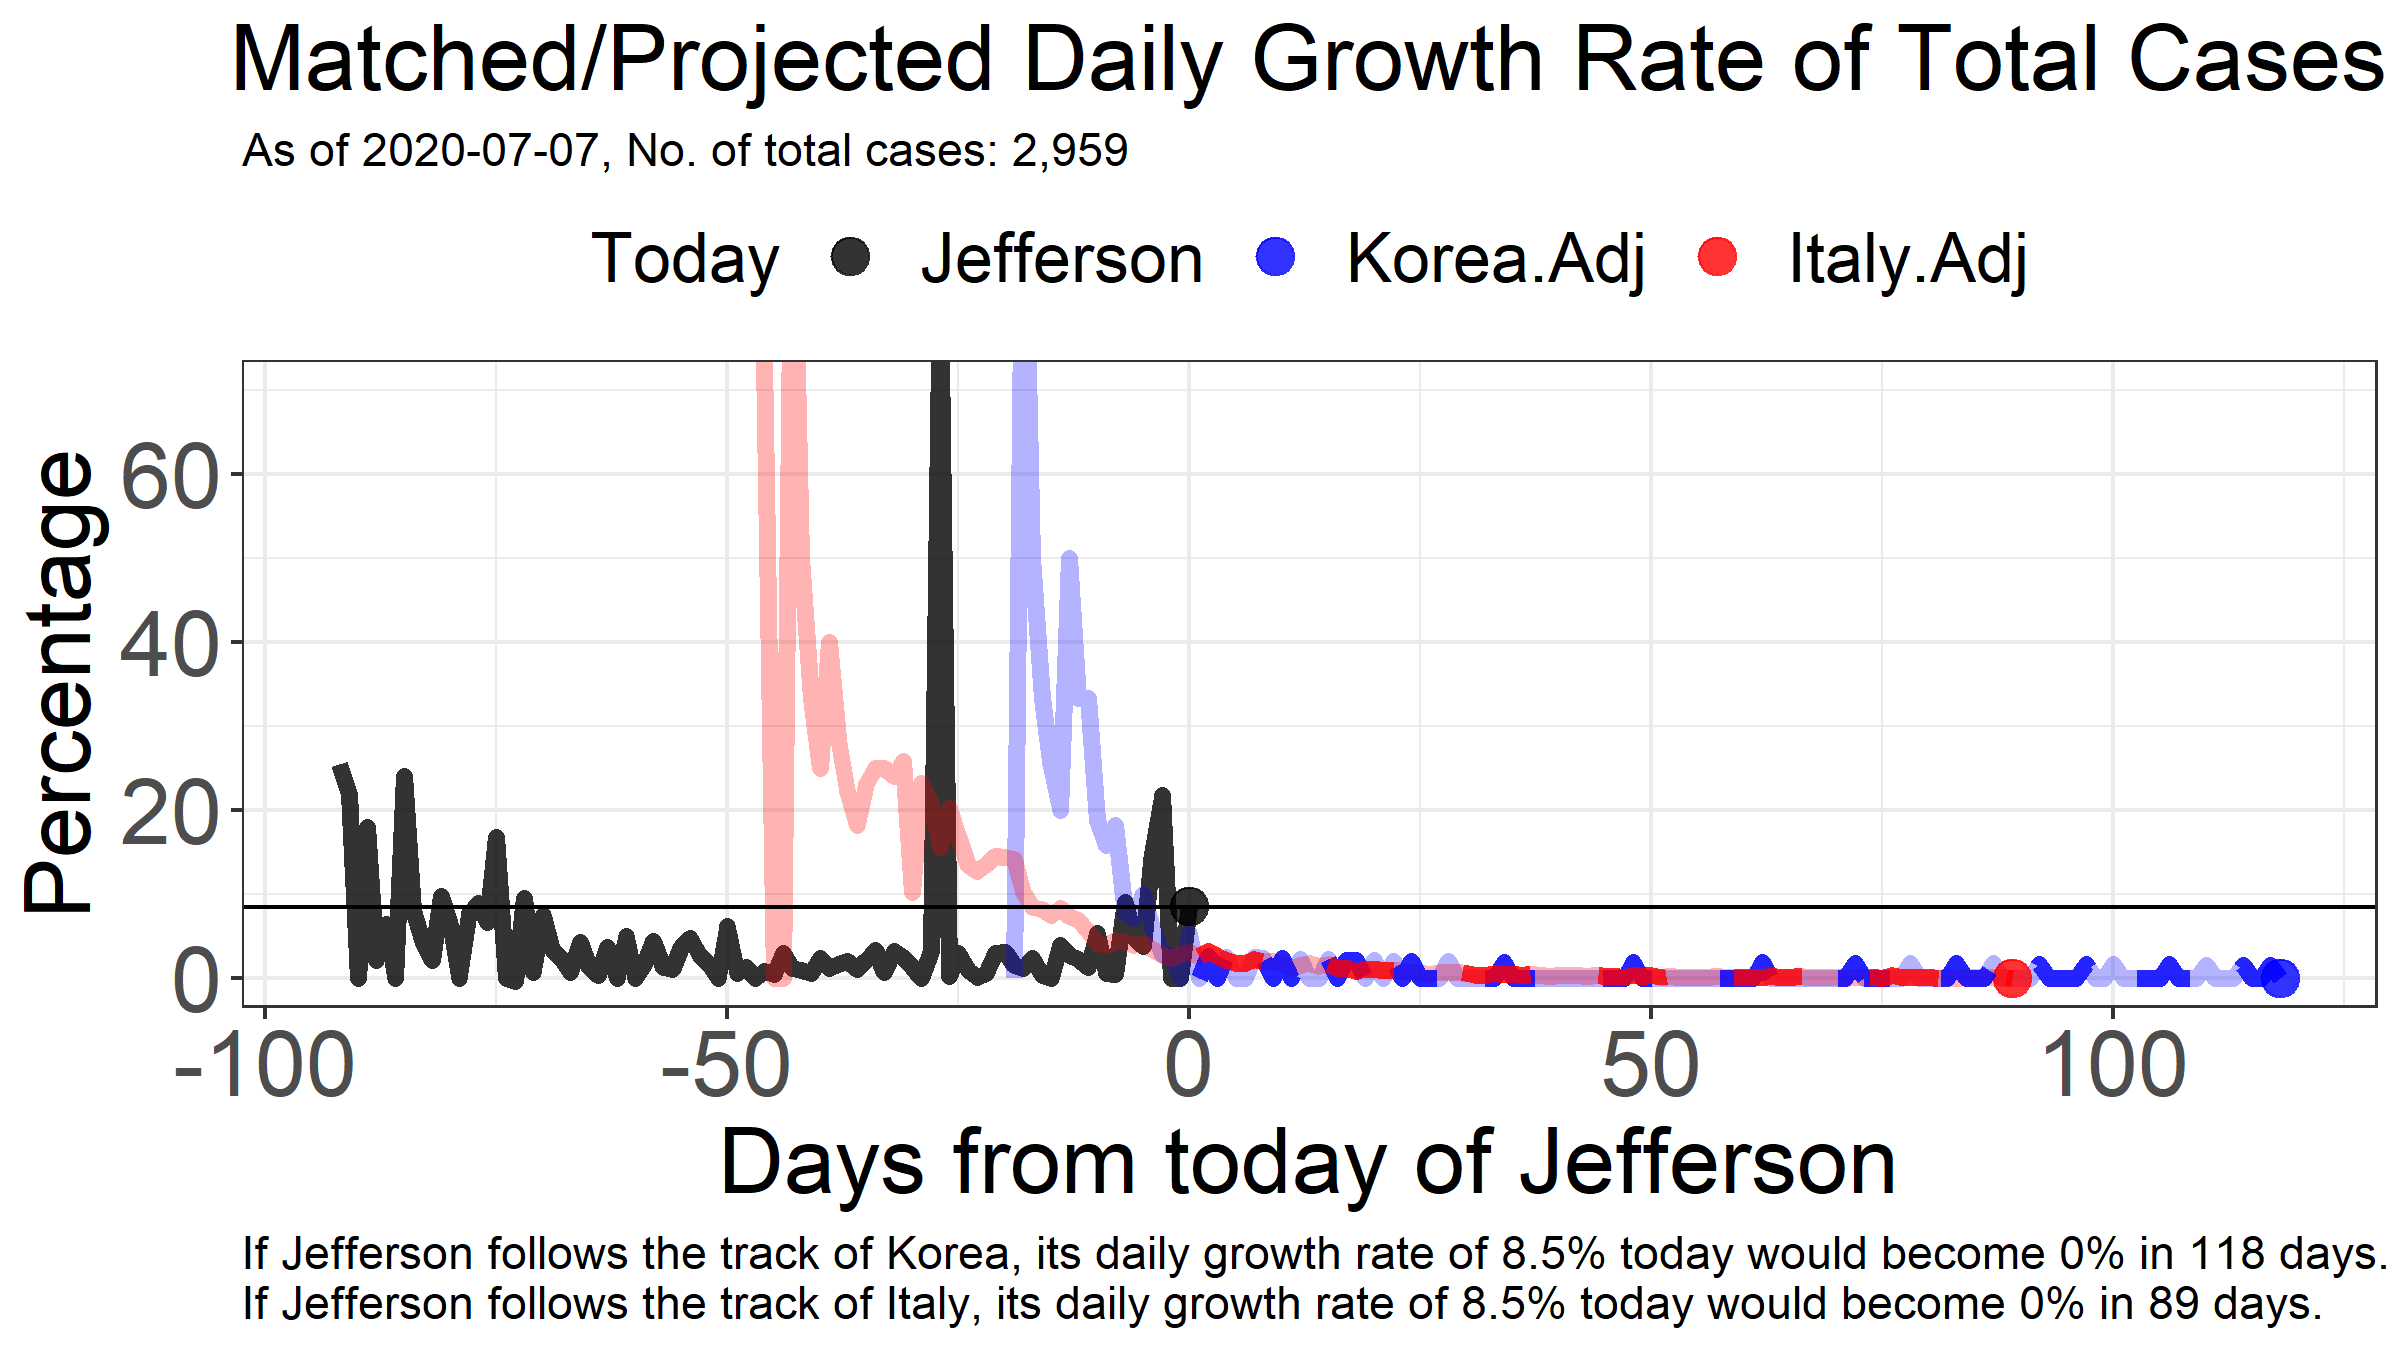 Matched/Projected Daily Growth Rate of Total Cases
As of 2020-07-07, No. of total cases: 2,959
Today Jefferson Korea.Adj Italy.Adj
Percentage
60
40
20
0
-100 -50 0 50 100
Days from today of Jefferson
If Jefferson follows the track of Korea, its daily growth rate of 8.5% today would become 0% in 118 days.
If Jefferson follows the track of Italy, its daily growth rate of 8.5% today would become 0% in 89 days.